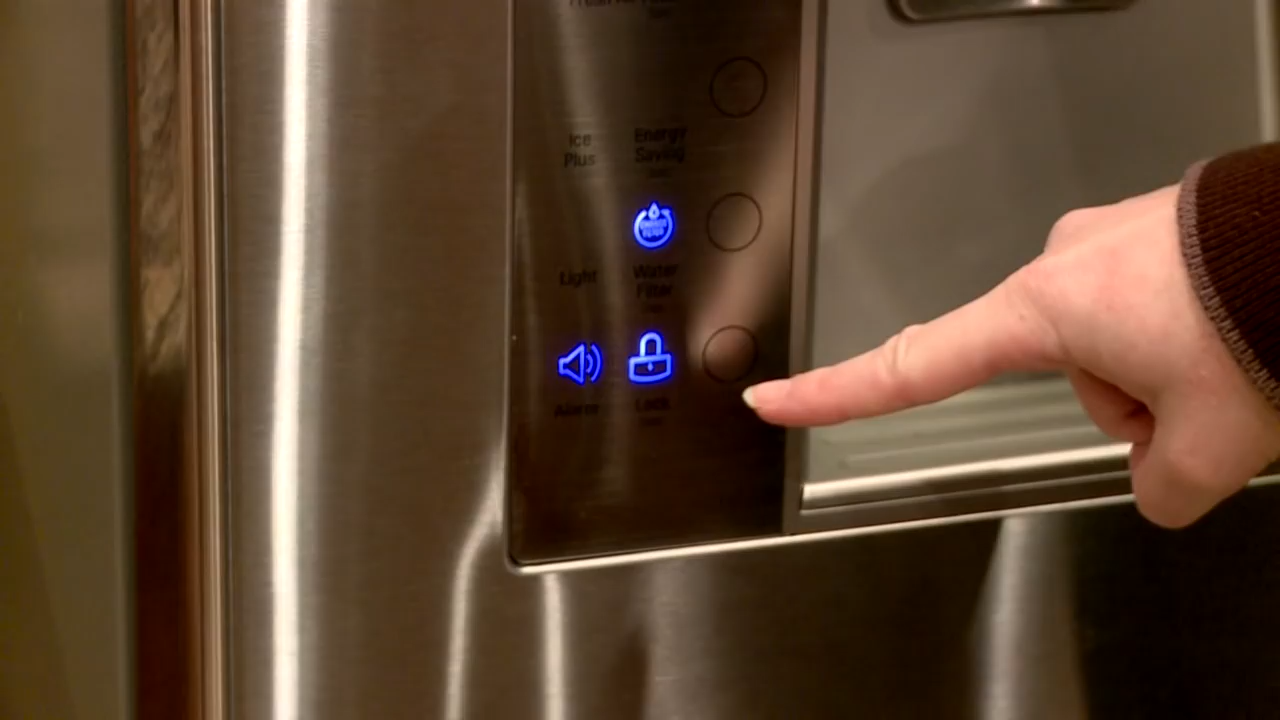 Ice
Plus
Energy
Saving
Light
Water
Filter
Alarm
Lock